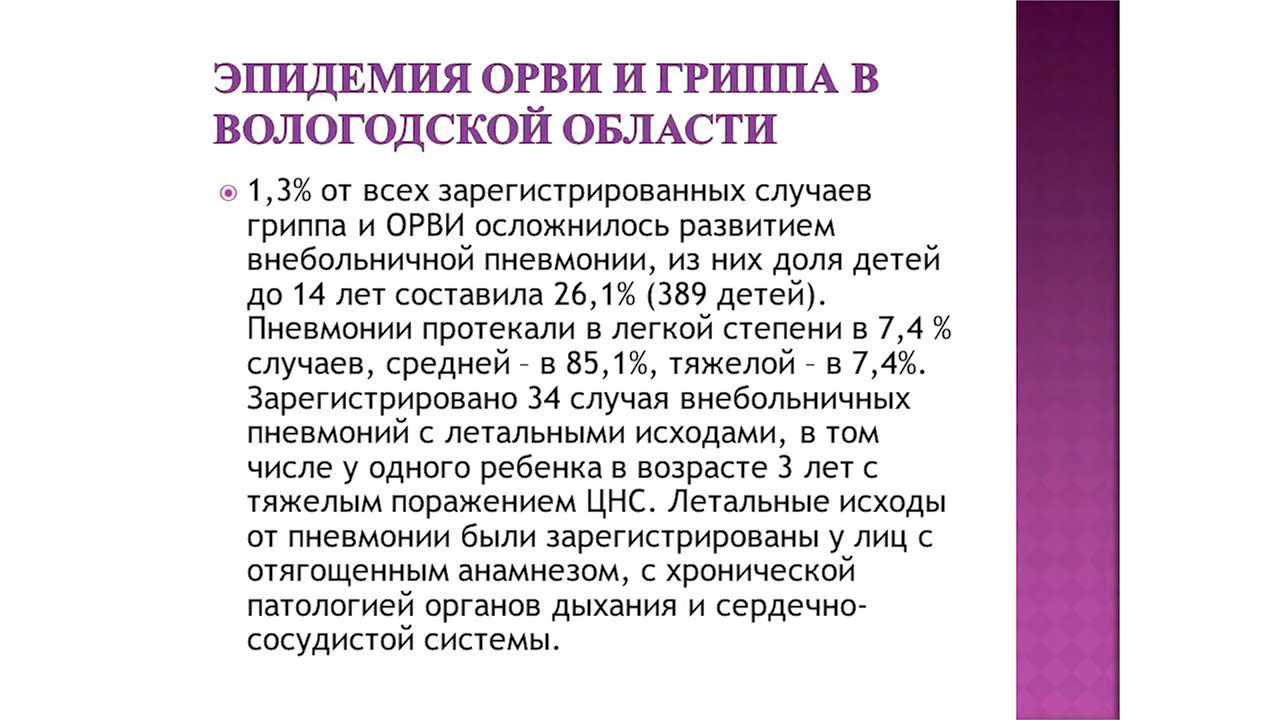 ЭПИДЕМИЯ ОРВИ И ГРИППА В
ВОЛОГОДСКОЙ ОБЛАСТИ
1,3% от всех зарегистрированных случаев
гриппа и ОРВИ осложнилось развитием
внебольничной пневмонии, из них доля детей
до 14 лет составила 26,1% (389 детей).
Пневмонии протекали в легкой степени в 7,4 %
случаев, средней – в 85,1%, тяжелой – в 7,4%.
Зарегистрировано 34 случая внебольничных
пневмоний с летальными исходами, в том
числе у одного ребенка в возрасте 3 лет с
тяжелым поражением ЦНС. Летальные исходы
от пневмонии были зарегистрированы у лиц с
отягощенным анамнезом, с хронической
патологией органов дыхания и сердечно-
сосудистой системы.